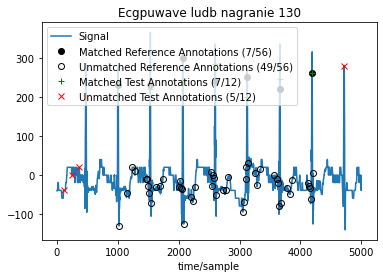 Ecgpuwave ludb nagranie 130
Signal
Matched Reference Annotations (7/56)
Unmatched Reference Annotations (49/56)
Matched Test Annotations (7/12)
Unmatched Test Annotations (5/12)
300
200
100
0
−100
0
1000
2000
3000
4000
5000
time/sample